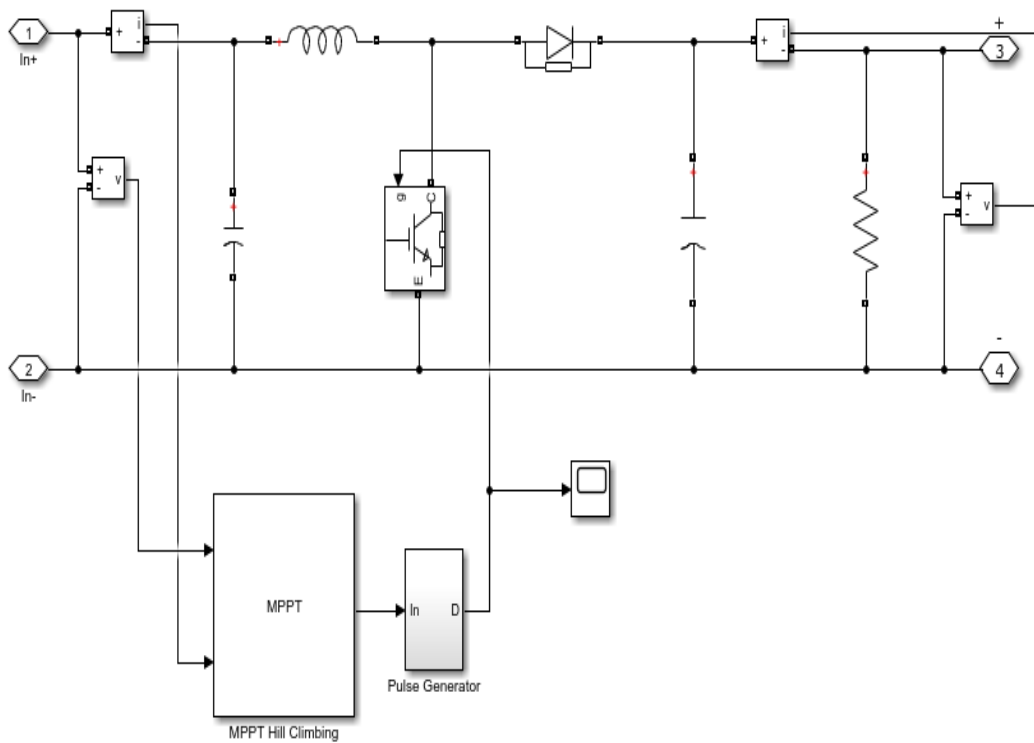 1
In+
+
i
-
+
-
v
g
C
E
+
i
-
+
3
+
-
v
2
In-
-
4
MPPT
MPPT Hill Climbing
In
D
Pulse Generator